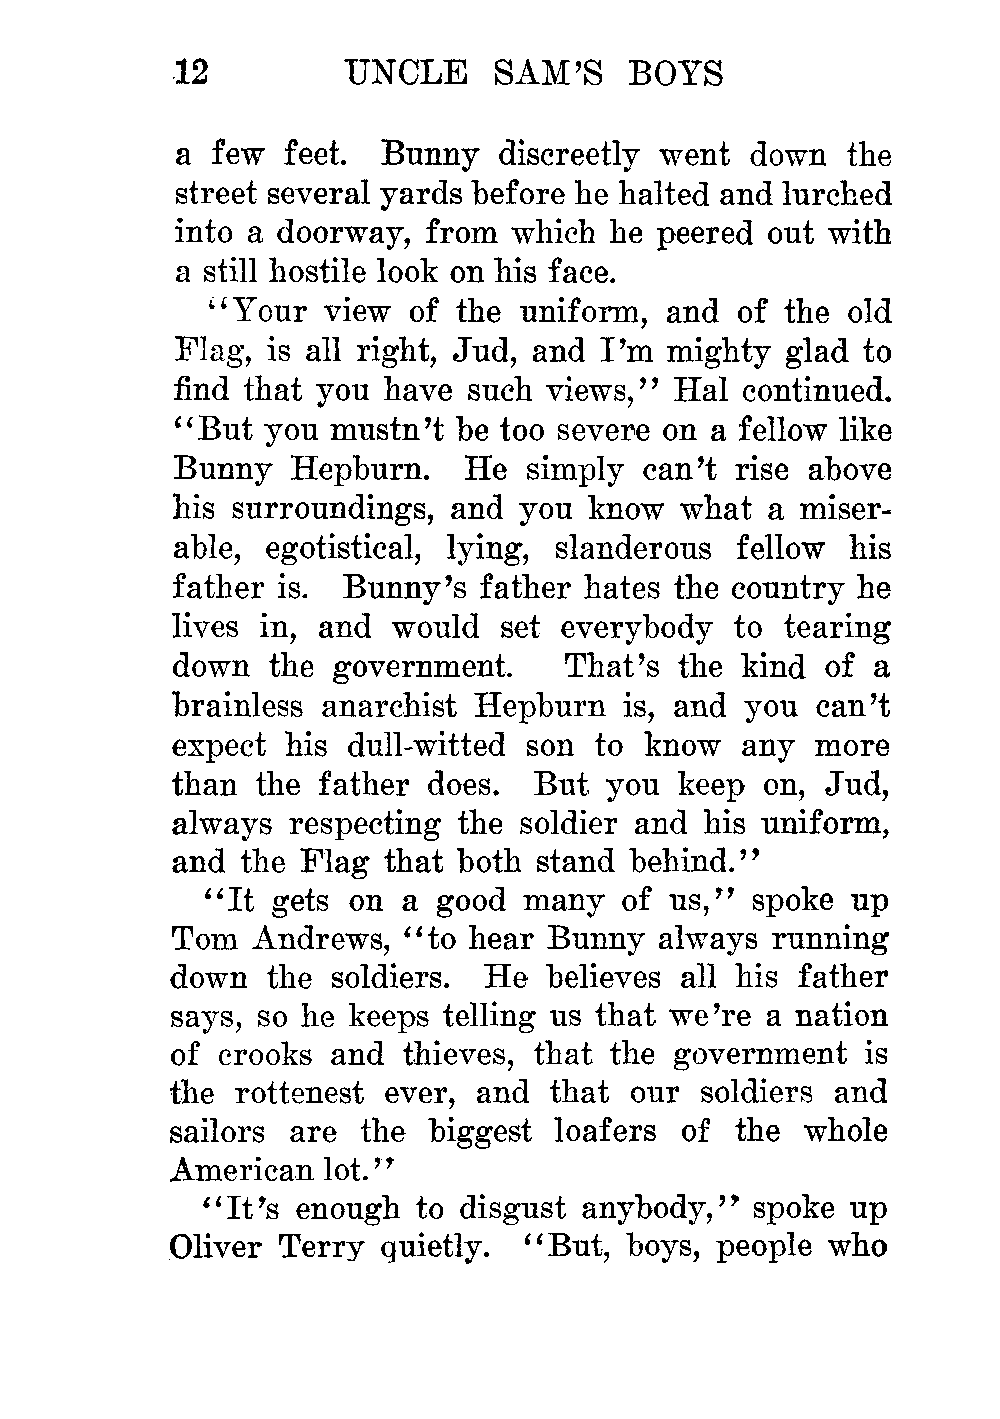 12 UNCLE SAM'S BOYS
a few feet. Bunny discreetly went down the
street several yards before he halted and lurched
into a doorway, from which he peered out with
a still hostile look on his face.
“Your view of the uniform, and of the old
Flag, is all right, Jud, and I'm mighty glad to
find that you have such views,” Hal continued.
“But you mustn't be too severe on a fellow like
Bunny Hepburn. He simply can't rise above
his surroundings, and you know what a miser-
able, egotistical, lying, slanderous fellow his
father is. Bunny's father hates the country he
lives in, and would set everybody to tearing
down the government. That's the kind of a
brainless anarchist Hepburn is, and you can't
expect his dull-witted son to know any more
than the father does. But you keep on, Jud,
always respecting the soldier and his uniform,
and the Flag that both stand behind.”
“It gets on a good many of us,” spoke up
Tom Andrews, “to hear Bunny always running
down the soldiers. He believes all his father
says, so he keeps telling us that we're a nation
of crooks and thieves, that the government is
the rottenest ever, and that our soldiers and
sailors are the biggest loafers of the whole
American lot.”
“It's enough to disgust anybody,” spoke up
Oliver Terry quietly. “But, boys, people who